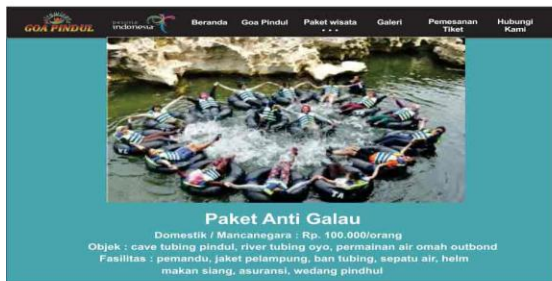 GOA PINDUL
pesona
indonesia
Beranda
Goa Pindul
Paket wisata
Galeri
Pemesanan
Tiket
Hubungi
Kami
TA
Paket Anti Galau
Domestik / Mancanegara : Rp. 100.000/orang
Objek : cave tubing pindul, river tubing oyo, permainan air omah outbond
Fasilitas : pemandu, jaket pelampung, ban tubing, sepatu air, helm
makan siang, asuransi, wedang pindhul